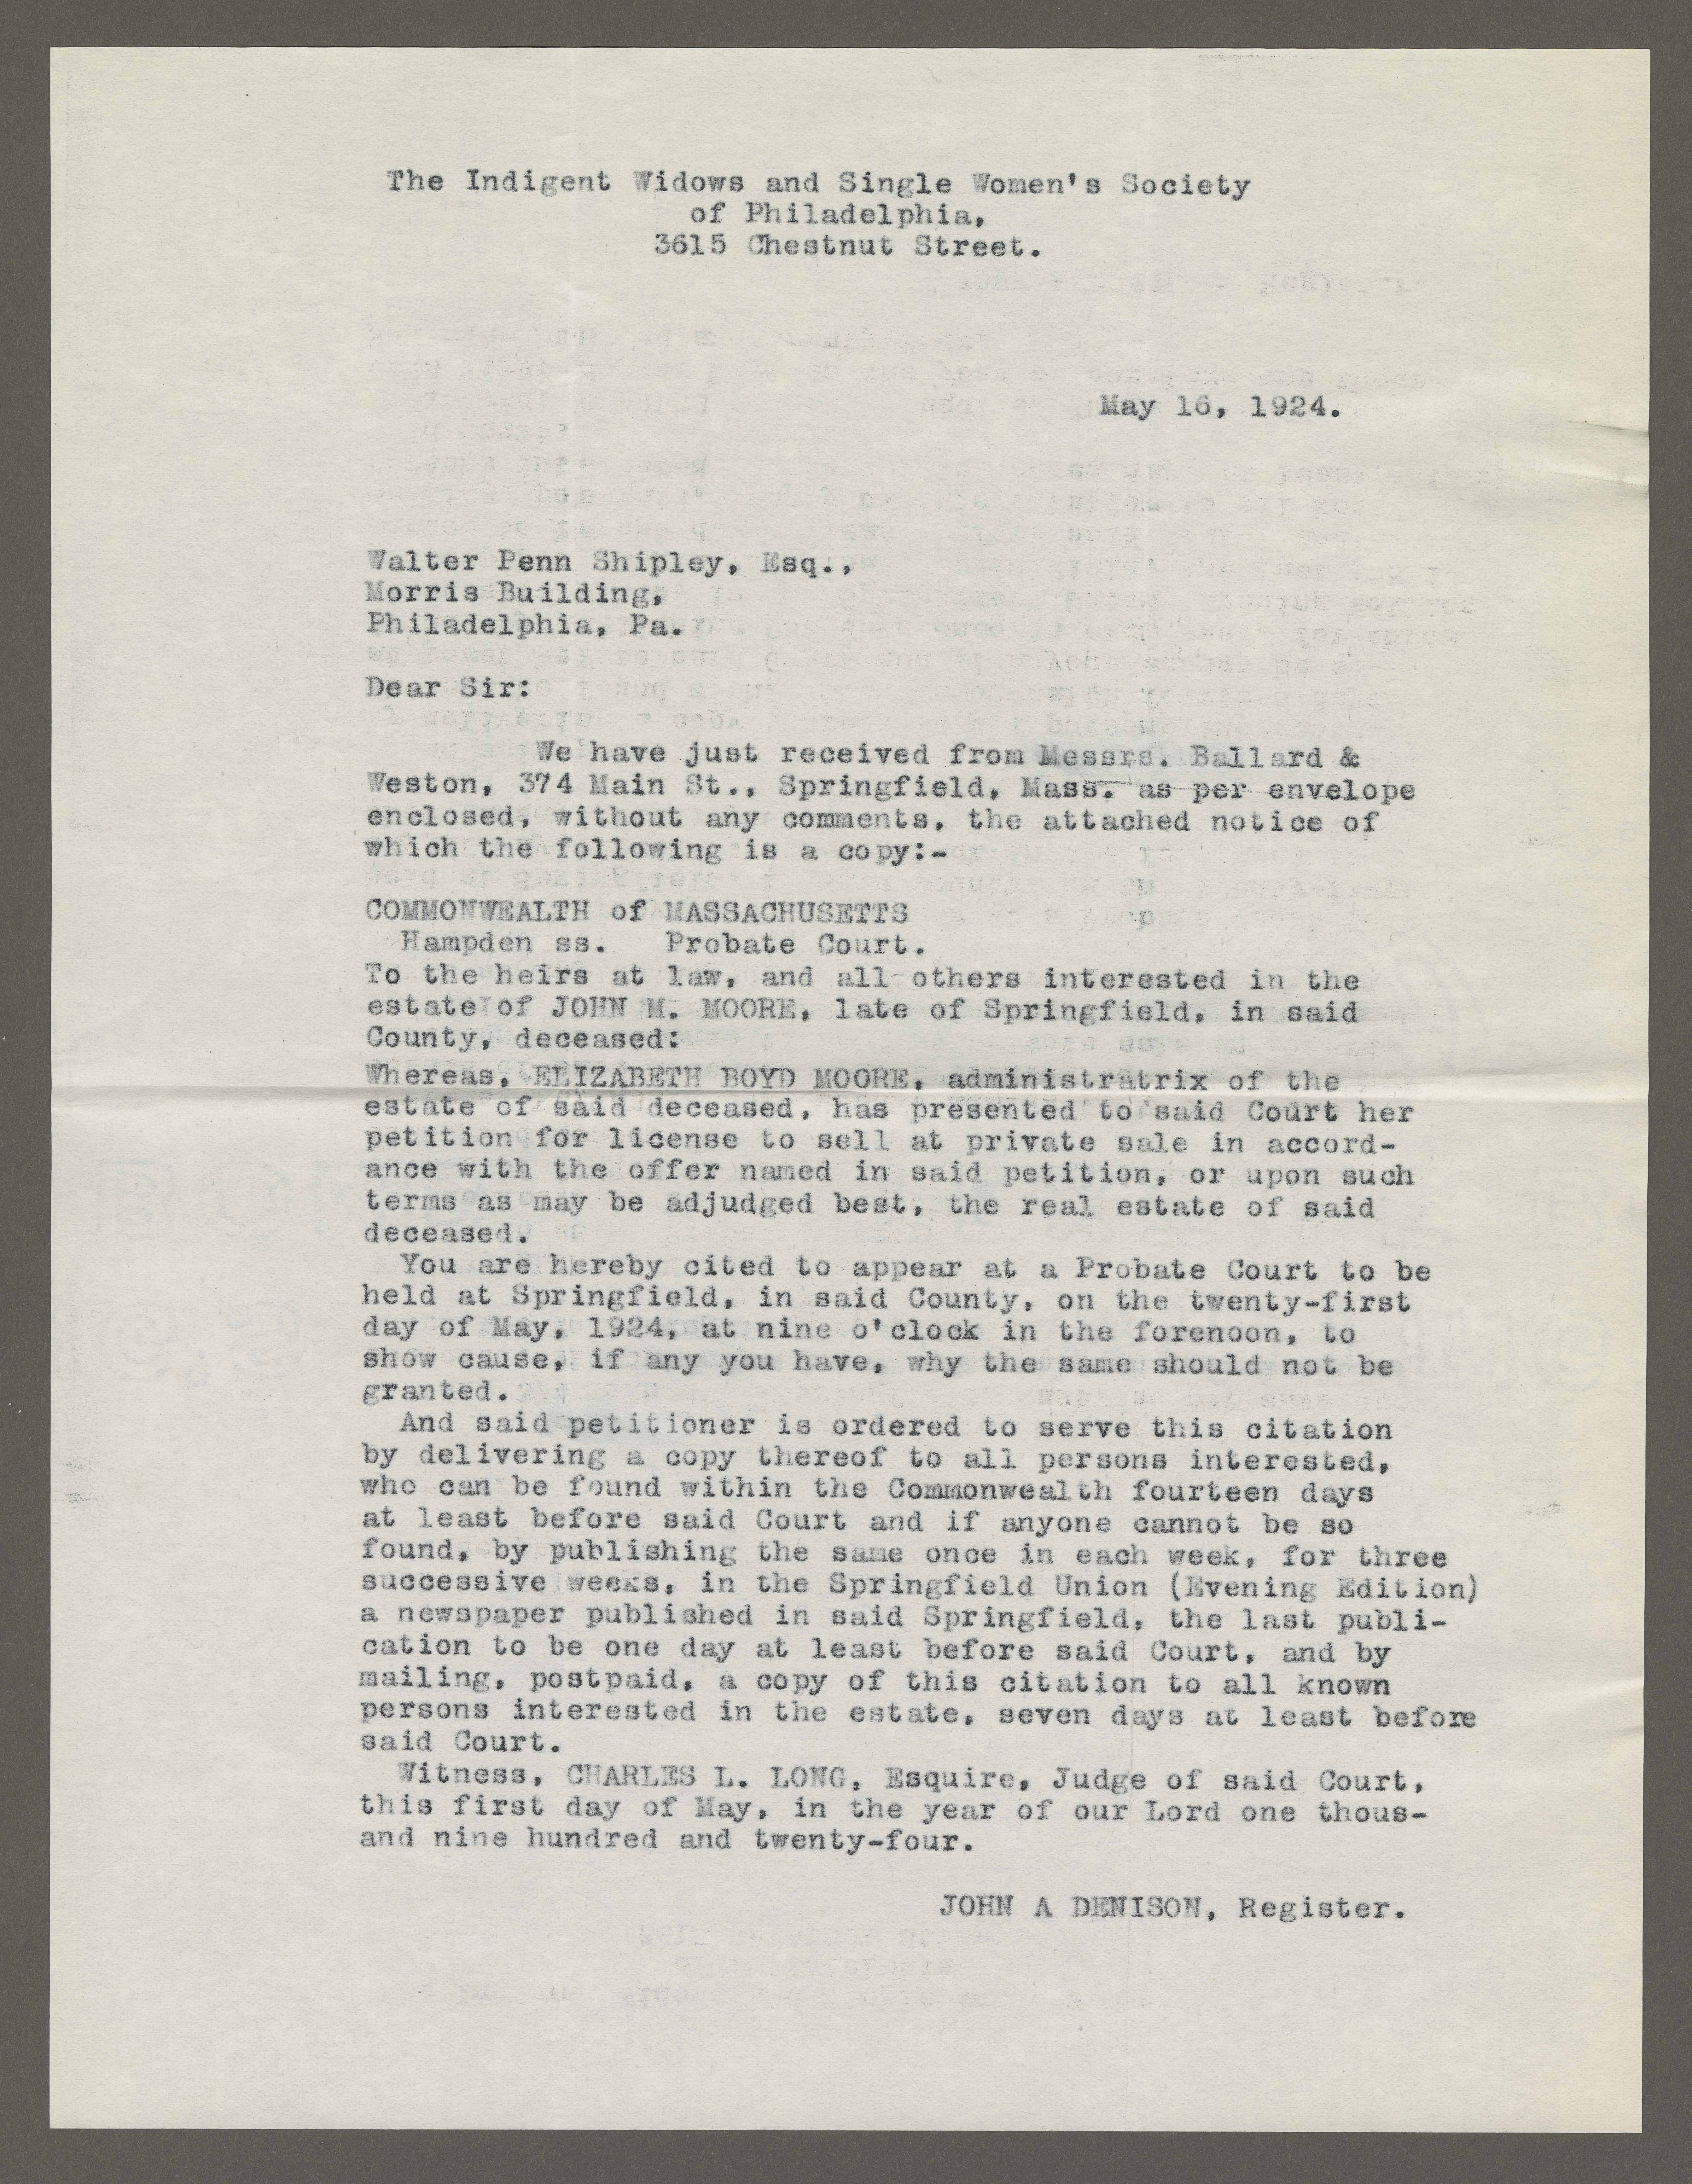 The Indigent Widows and Single Women's Society
of Philadelphia,
3615 Chestnut Street.
May 16, 1924.
Walter Penn Shipley, Esq.,
Morris Building,
Philadelphia, Pa.
Dear Sir:
We have just received from Messrs. Ballard &
Weston, 374 Main St., Springfield, Mass. as per envelope
enclosed, without any comments, the attached notice of
which the following is a copy:-
COMMONWEALTH of MASSACHUSETTS
Hampden ss. Probate Court.
To the heirs at law, and all others interested in the
estate of JOHN M. MOORE, late of Springfield, in said
County, deceased:
Whereas, ELIZABETH BOYD MOORE, administratrix of the
estate of said deceased, has presented to said Court her
petition for license to sell at private sale in accord-
ance with the offer named in said petition, or upon such
terms as may be adjudged best, the real estate of said
deceased.
You are hereby cited to appear at a Probate Court to be
held at Springfield, in said County, on the twenty-first
day of May, 1924, at nine o'clock in the forenoon, to
show cause, if any you have, why the same should not be
granted.
And said petitioner is ordered to serve this citation
by delivering a copy thereof to all persons interested,
who can be found within the Commonwealth fourteen days
at least before said Court and if anyone cannot be so
found, by publishing the same once in each week, for three
successive weeks, in the Springfield Union (Evening Edition)
a newspaper published in said Springfield, the last publi-
cation to be one day at least before said Court, and by
mailing, postpaid, a copy of this citation to all known
persons interested in the estate, seven days at least before
said Court.
Witness, CHARLES L. LONG, Esquire, Judge of said Court,
this first day of May, in the year of our Lord one thous-
and nine hundred and twenty-four.
JOHN A DENISON, Register.